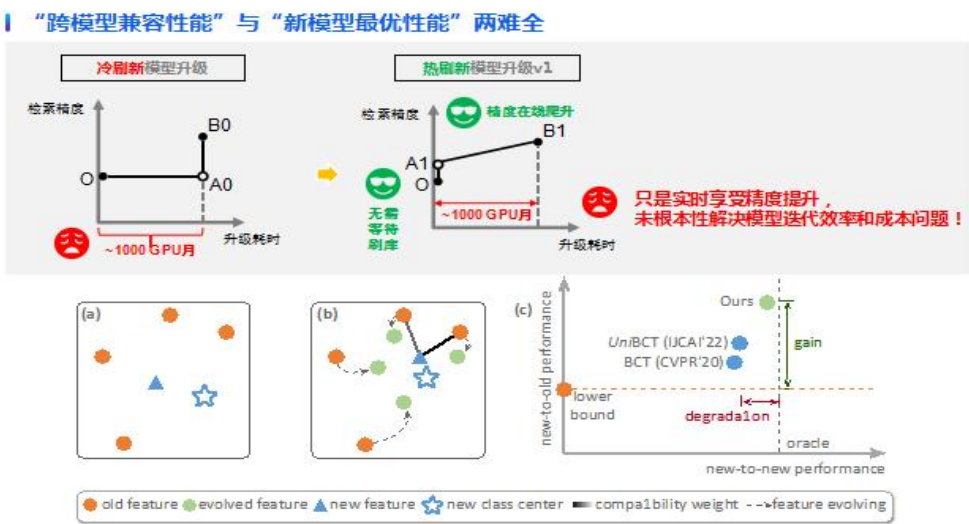 “跨模型兼容性能”与“新模型最优性能”两难全
冷刷新模型升级
热刷新模型升级v1
检索精度
B0
O
A0
~1000 GPU月
升级耗时
检索精度
精度在线爬升
B1
A1
O
~1000 GPU月
无需
等待
刷库
升级耗时
只是实时享受精度提升，
未根本性解决模型迭代效率和成本问题！
(a)
(b)
(c)
new-to-old performance
Ours
UniBCT (IJCAI'22)
BCT (CVPR'20)
gain
lower
bound
degrada1on
oracle
new-to-new performance
old feature
evolved feature
new feature
new class center
compa1bility weight
feature evolving